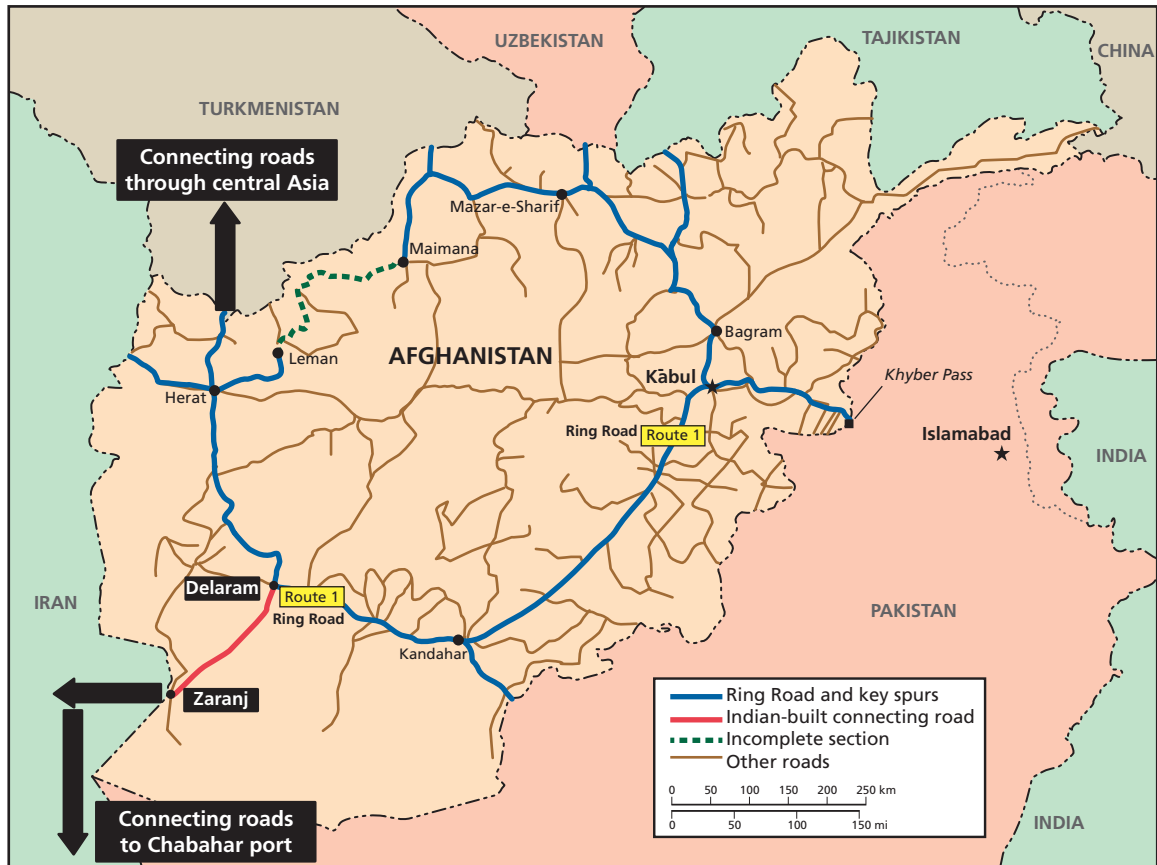 UZBEKISTAN
TAJIKISTAN
CHINA
TURKMENISTAN
Connecting roads
through central Asia
Mazar-e-Sharif
Maimana
Leman
AFGHANISTAN
Bagram
Kābul
Khyber Pass
Herat
Ring Road
Route 1
Islamabad
INDIA
Delaram
Route 1
Ring Road
IRAN
PAKISTAN
Kandahar
Zaranj
Ring Road and key spurs
Indian-built connecting road
Incomplete section
Other roads
0 50 100 150 200 250 km
0 50 100 150 mi
Connecting roads
to Chabahar port
INDIA